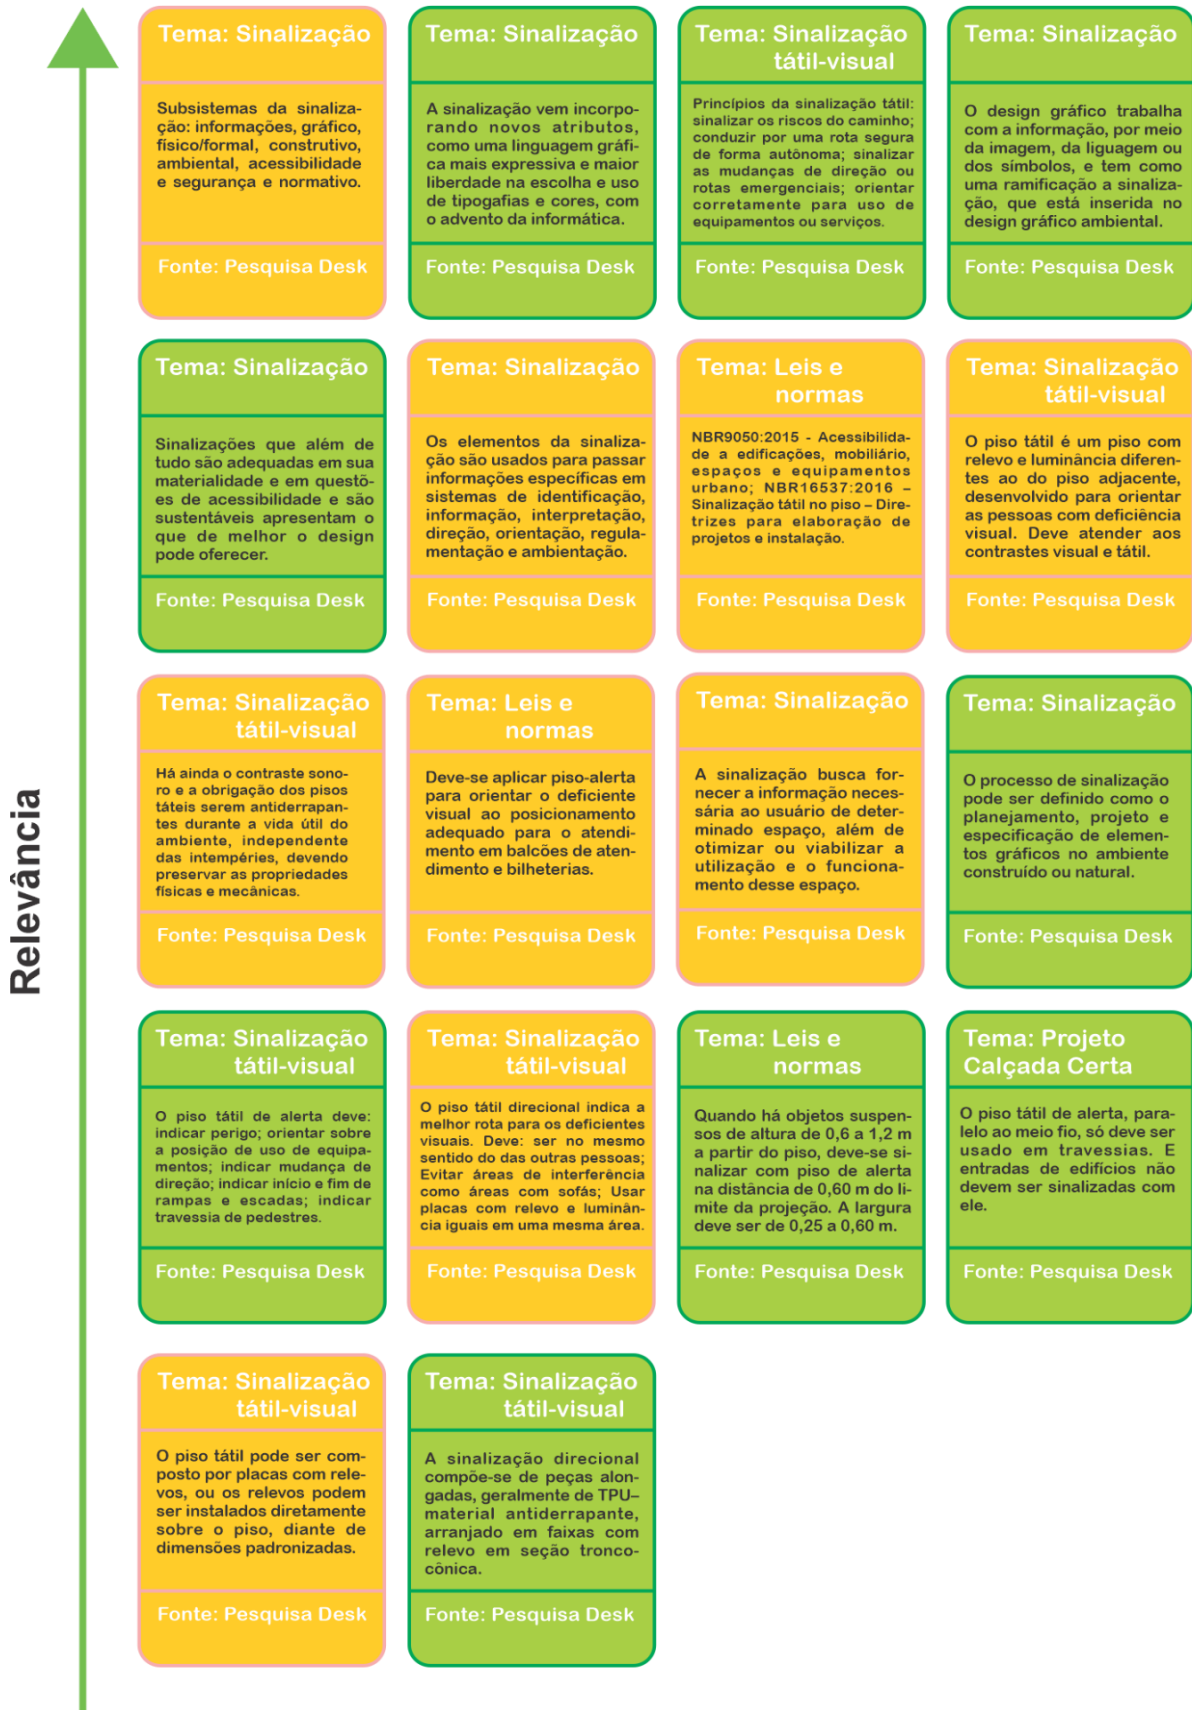 Relevância
Tema: Sinalização
Subsistemas da sinaliza-
ção: informações, gráfico,
físico/formal, construtivo,
ambiental, acessibilidade
e segurança e normativo.
Fonte: Pesquisa Desk
Tema: Sinalização
A sinalização vem incorpo-
rando novos atributos,
como uma linguagem gráfi-
ca mais expressiva e maior
liberdade na escolha e uso
de tipogafias e cores, com
o advento da informática.
Fonte: Pesquisa Desk
Tema: Sinalização
tátil-visual
Princípios da sinalização tátil:
sinalizar os riscos do caminho;
conduzir por uma rota segura
de forma autônoma; sinalizar
as mudanças de direção ou
rotas emergenciais; orientar
corretamente para uso de
equipamentos ou serviços.
Fonte: Pesquisa Desk
Tema: Sinalização
O design gráfico trabalha
com a informação, por meio
da imagem, da liguagem ou
dos símbolos, e tem como
uma ramificação a sinaliza-
ção, que está inserida no
design gráfico ambiental.
Fonte: Pesquisa Desk
Tema: Sinalização
Sinalizações que além de
tudo são adequadas em sua
materialidade e em questõ-
es de acessibilidade e são
sustentáveis apresentam o
que de melhor o design
pode oferecer.
Fonte: Pesquisa Desk
Tema: Sinalização
Os elementos da sinaliza-
ção são usados para passar
informações específicas em
sistemas de identificação,
informação, interpretação,
direção, orientação, regula-
mentação e ambientação.
Fonte: Pesquisa Desk
Tema: Leis e
normas
NBR9050:2015 - Acessibilida-
de a edificações, mobiliário,
espaços e equipamentos
urbano; NBR16537:2016 –
Sinalização tátil no piso – Dire-
trizes para elaboração de
projetos e instalação.
Fonte: Pesquisa Desk
Tema: Sinalização
tátil-visual
O piso tátil é um piso com
relevo e luminância diferen-
tes ao do piso adjacente,
desenvolvido para orientar
as pessoas com deficiência
visual. Deve atender aos
contrastes visual e tátil.
Fonte: Pesquisa Desk
Tema: Sinalização
tátil-visual
Há ainda o contraste sono-
ro e a obrigação dos pisos
táteis serem antiderrapan-
tes durante a vida útil do
ambiente, independente
das intempéries, devendo
preservar as propriedades
físicas e mecânicas.
Fonte: Pesquisa Desk
Tema: Leis e
normas
Deve-se aplicar piso-alerta
para orientar o deficiente
visual ao posicionamento
adequado para o atendi-
mento em balcões de aten-
dimento e bilheterias.
Fonte: Pesquisa Desk
Tema: Sinalização
A sinalização busca for-
necer a informação neces-
sária ao usuário de deter-
minado espaço, além de
otimizar ou viabilizar a
utilização e o funciona-
mento desse espaço.
Fonte: Pesquisa Desk
Tema: Sinalização
O processo de sinalização
pode ser definido como o
planejamento, projeto e
especificação de elemen-
tos gráficos no ambiente
construído ou natural.
Fonte: Pesquisa Desk
Tema: Sinalização
tátil-visual
O piso tátil de alerta deve:
indicar perigo; orientar sobre
a posição de uso de equipa-
mentos; indicar mudança de
direção; indicar início e fim de
rampas e escadas; indicar
travessia de pedestres.
Fonte: Pesquisa Desk
Tema: Sinalização
tátil-visual
O piso tátil direcional indica a
melhor rota para os deficientes
visuais. Deve: ser no mesmo
sentido do das outras pessoas;
Evitar áreas de interferência
como áreas com sofás; Usar
placas com relevo e luminân-
cia iguais em uma mesma área.
Fonte: Pesquisa Desk
Tema: Leis e
normas
Quando há objetos suspen-
sos de altura de 0,6 a 1,2 m
a partir do piso, deve-se si-
nalizar com piso de alerta
na distância de 0,60 m do li-
mite da projeção. A largura
deve ser de 0,25 a 0,60 m.
Fonte: Pesquisa Desk
Tema: Projeto
Calçada Certa
O piso tátil de alerta, para-
lelo ao meio fio, só deve ser
usado em travessias. E
entradas de edifícios não
devem ser sinalizadas com
ele.
Fonte: Pesquisa Desk
Tema: Sinalização
tátil-visual
O piso tátil pode ser com-
posto por placas com rele-
vos, ou os relevos podem
ser instalados diretamente
sobre o piso, diante de
dimensões padronizadas.
Fonte: Pesquisa Desk
Tema: Sinalização
tátil-visual
A sinalização direcional
compõe-se de peças alon-
gadas, geralmente de TPU–
material antiderrapante,
arranjado em faixas com
relevo em seção tronco-
cônica.
Fonte: Pesquisa Desk